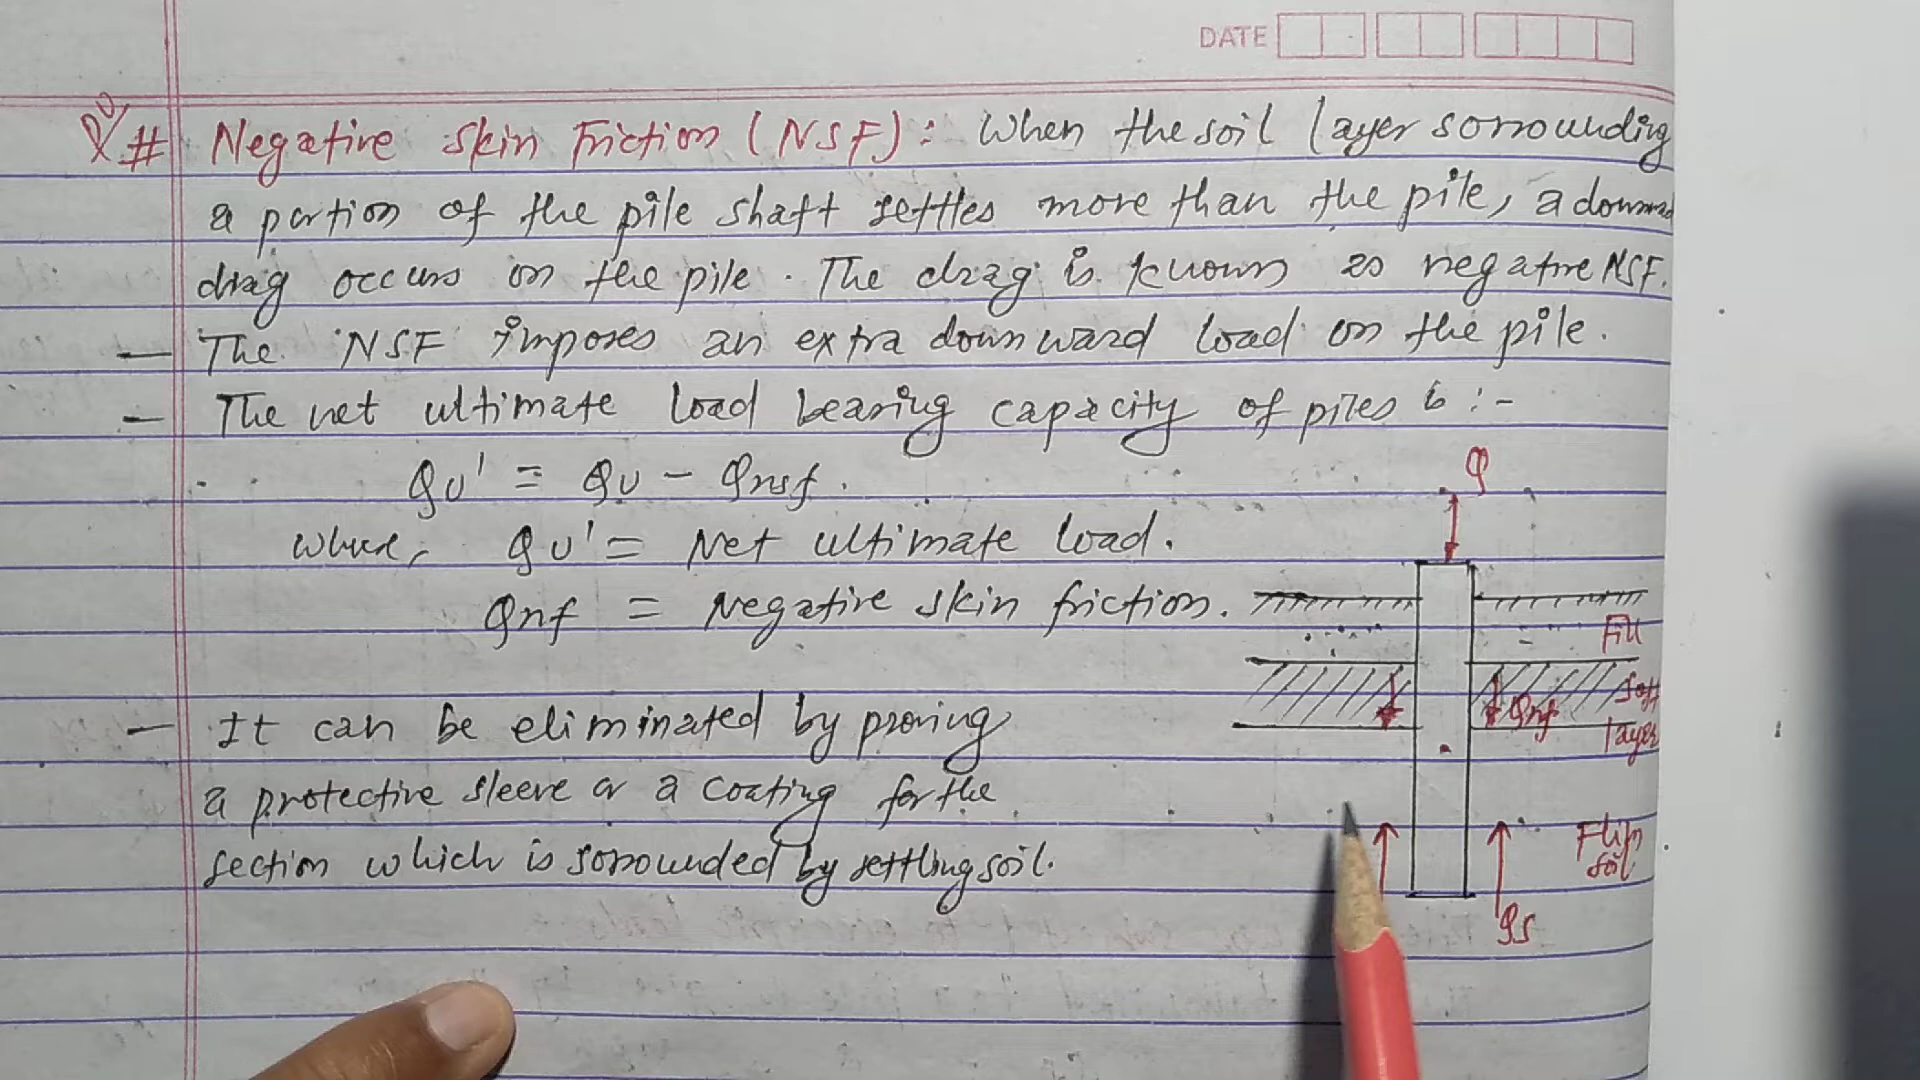 DATE
# Negative skin friction (NSF): When the soil layer sorrounding
a portion of the pile shaft settles more than the pile, a downward
drag occurs on the pile. The drag is known as negative NSF.
— The NSF imposes an extra downward load on the pile.
— The net ultimate load bearing capacity of piles is :-
Qu' = Qu - Qnsf.
where, Qu' = Net ultimate load.
Qnf = Negative skin friction.
— It can be eliminated by proving
a protective sleeve or a coating for the
section which is sorrounded by settling soil.
Q
Fill
Soft
Qnf
layer
soil
Qs